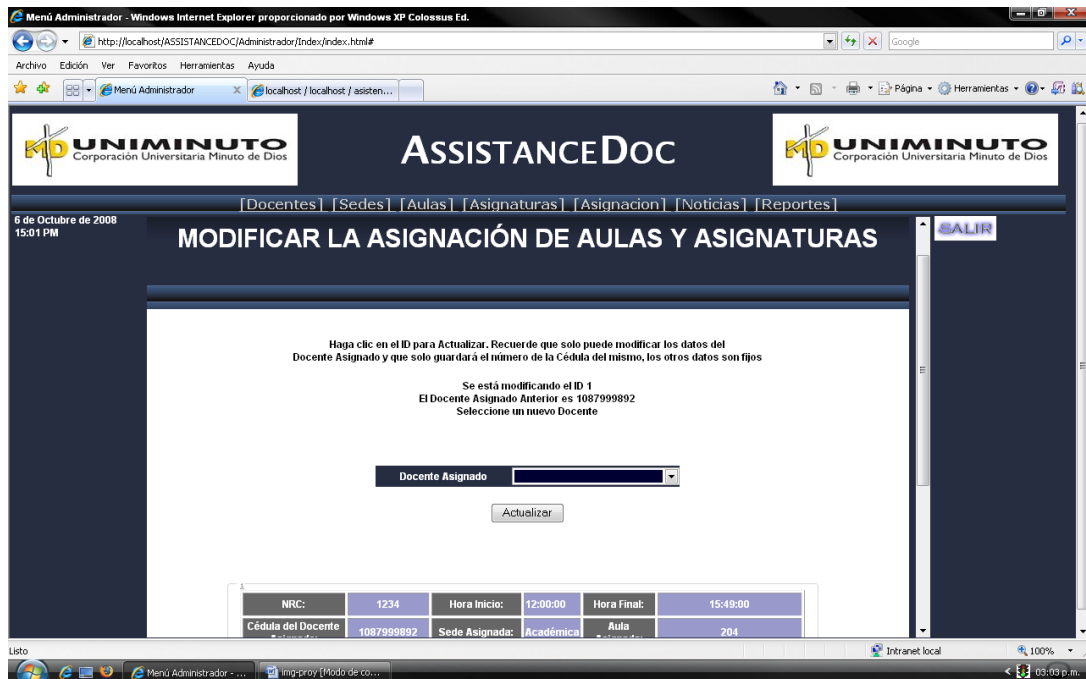 Menú Administrador - Windows Internet Explorer proporcionado por Windows XP Colossus Ed.
http://localhost/ASSISTANCEDOC/Administrador/Index/index.html#
Google
Archivo Edición Ver Favoritos Herramientas Ayuda
Menú Administrador
localhost / localhost / asisten...
Página Herramientas
UNIMINUTO
Corporación Universitaria Minuto de Dios
ASSISTANCEDOC
UNIMINUTO
Corporación Universitaria Minuto de Dios
[Docentes] [Sedes] [Aulas] [Asignaturas] [Asignacion] [Noticias] [Reportes]
6 de Octubre de 2008
15:01 PM
MODIFICAR LA ASIGNACIÓN DE AULAS Y ASIGNATURAS
SALIR
Haga clic en el ID para Actualizar. Recuerde que solo puede modificar los datos del
Docente Asignado y que solo guardará el número de la Cédula del mismo, los otros datos son fijos
Se está modificando el ID 1
El Docente Asignado Anterior es 1087999892
Seleccione un nuevo Docente
Docente Asignado
Actualizar
1
NRC: 1234 Hora Inicio: 12:00:00 Hora Final: 15:49:00
Cédula del Docente 1087999892 Sede Asignada: Académica Aula 204
Listo
Intranet local
100%
Menú Administrador - ...
img-proy [Modo de co...
03:03 p.m.